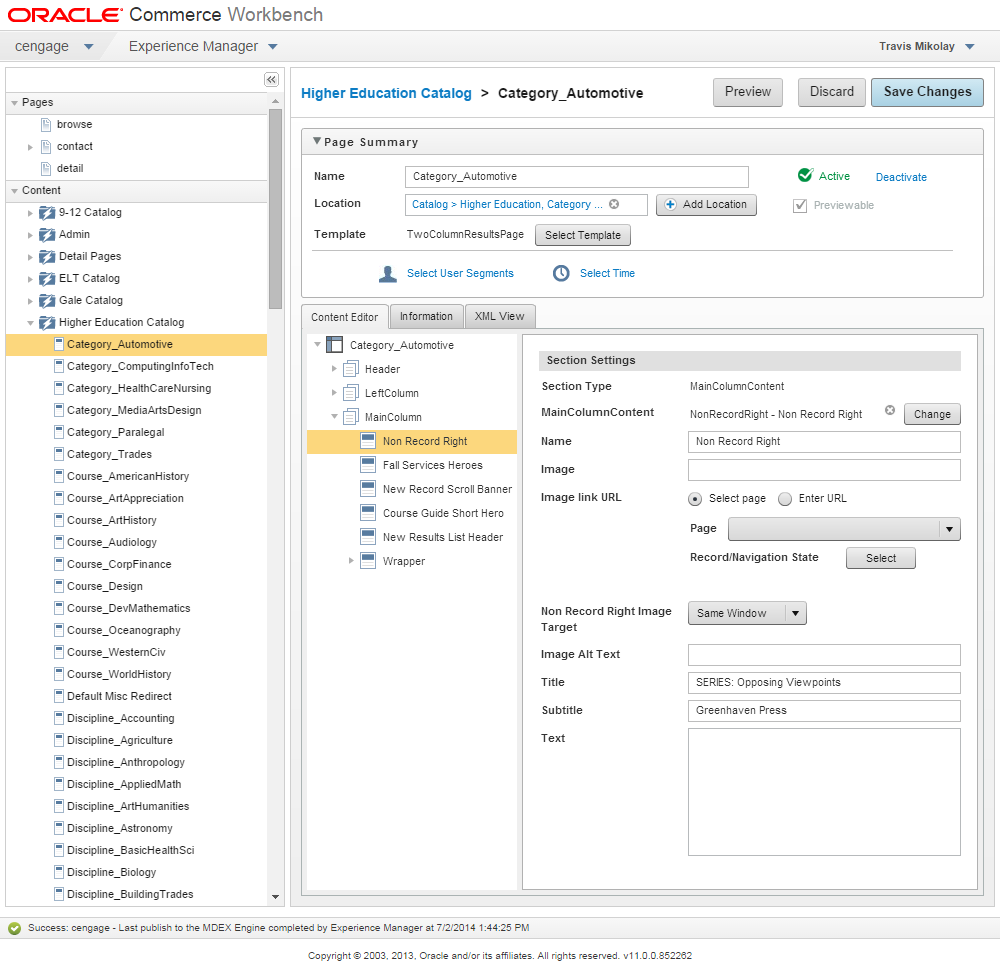 ORACLE Commerce Workbench
cengage Experience Manager Travis Mikolay
Pages
browse
contact
detail
Content
9-12 Catalog
Admin
Detail Pages
ELT Catalog
Gale Catalog
Higher Education Catalog
Category_Automotive
Category_ComputingInfoTech
Category_HealthCareNursing
Category_MediaArtsDesign
Category_Paralegal
Category_Trades
Course_AmericanHistory
Course_ArtAppreciation
Course_ArtHistory
Course_Audiology
Course_CorpFinance
Course_Design
Course_DevMathematics
Course_Oceanography
Course_WesternCiv
Course_WorldHistory
Default Misc Redirect
Discipline_Accounting
Discipline_Agriculture
Discipline_Anthropology
Discipline_AppliedMath
Discipline_ArtHumanities
Discipline_Astronomy
Discipline_BasicHealthSci
Discipline_Biology
Discipline_BuildingTrades
Higher Education Catalog > Category_Automotive
Preview Discard Save Changes
Page Summary
Name Category_Automotive Active Deactivate
Location Catalog > Higher Education, Category ... Add Location Previewable
Template TwoColumnResultsPage Select Template
Select User Segments Select Time
Content Editor Information XML View
Category_Automotive
Header
LeftColumn
MainColumn
Non Record Right
Fall Services Heroes
New Record Scroll Banner
Course Guide Short Hero
New Results List Header
Wrapper
Section Settings
Section Type MainColumnContent
MainColumnContent NonRecordRight - Non Record Right Change
Name Non Record Right
Image
Image link URL Select page Enter URL
Page
Record/Navigation State Select
Non Record Right Image Same Window
Target
Image Alt Text
Title SERIES: Opposing Viewpoints
Subtitle Greenhaven Press
Text
Success: cengage - Last publish to the MDEX Engine completed by Experience Manager at 7/2/2014 1:44:25 PM
Copyright © 2003, 2013, Oracle and/or its affiliates. All rights reserved. v11.0.0.852262